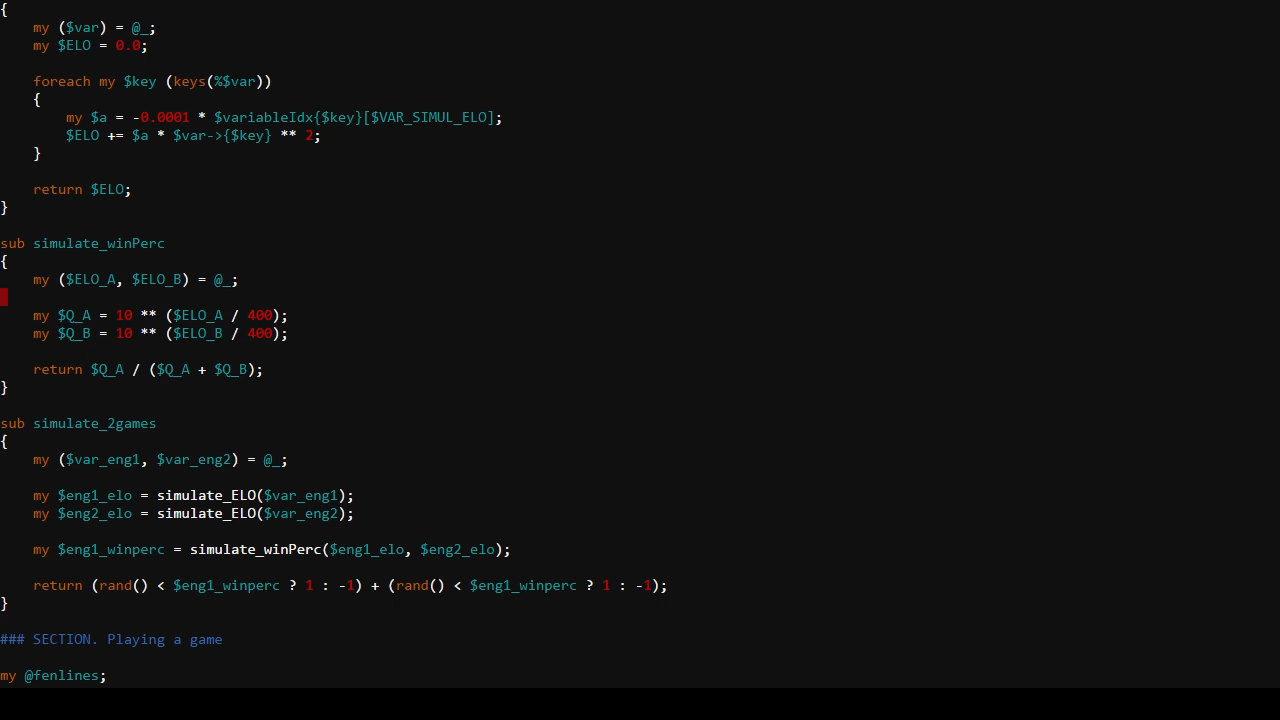 {
    my ($var) = @_;
    my $ELO = 0.0;

    foreach my $key (keys(%$var))
    {
        my $a = -0.0001 * $variableIdx{$key}[$VAR_SIMUL_ELO];
        $ELO += $a * $var->{$key} ** 2;
    }

    return $ELO;
}

sub simulate_winPerc
{
    my ($ELO_A, $ELO_B) = @_;

    my $Q_A = 10 ** ($ELO_A / 400);
    my $Q_B = 10 ** ($ELO_B / 400);

    return $Q_A / ($Q_A + $Q_B);
}

sub simulate_2games
{
    my ($var_eng1, $var_eng2) = @_;

    my $eng1_elo = simulate_ELO($var_eng1);
    my $eng2_elo = simulate_ELO($var_eng2);

    my $eng1_winperc = simulate_winPerc($eng1_elo, $eng2_elo);

    return (rand() < $eng1_winperc ? 1 : -1) + (rand() < $eng1_winperc ? 1 : -1);
}

### SECTION. Playing a game

my @fenlines;